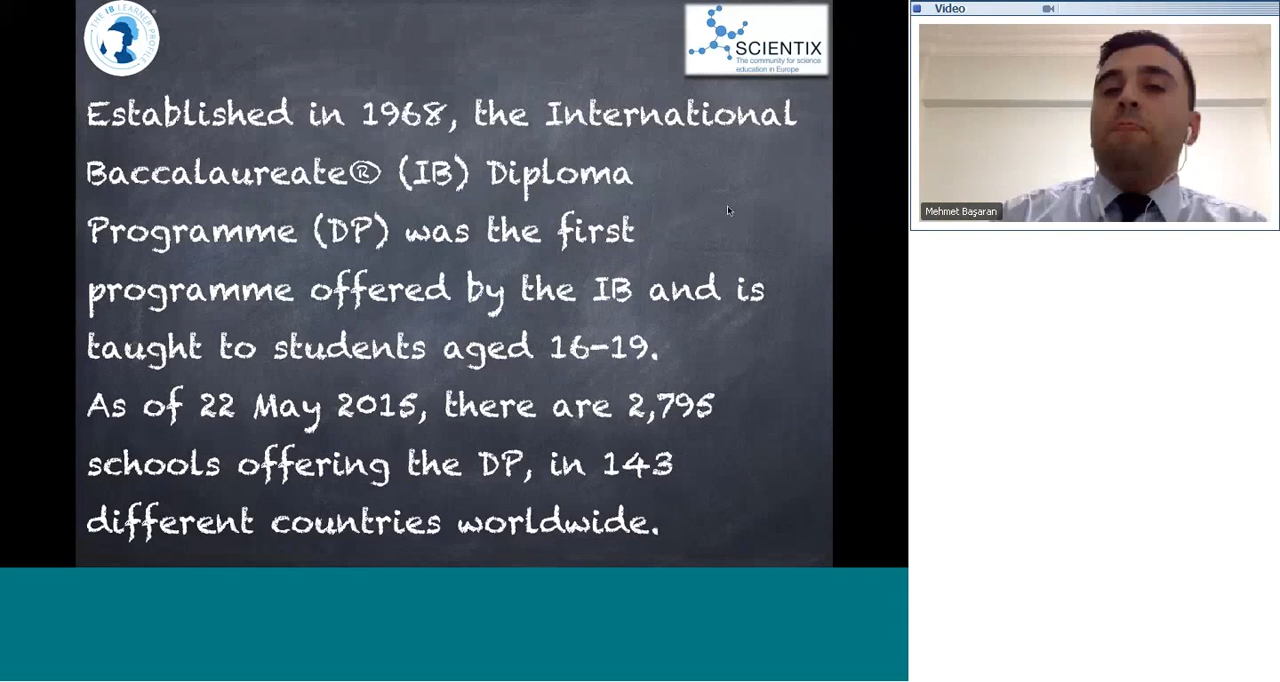 THE IB LEARNER PROFILE
SCIENTIX
The community for science
education in Europe
Established in 1968, the International
Baccalaureate® (IB) Diploma
Programme (DP) was the first
programme offered by the IB and is
taught to students aged 16-19.
As of 22 May 2015, there are 2,795
schools offering the DP, in 143
different countries worldwide.
Video
Mehmet Başaran